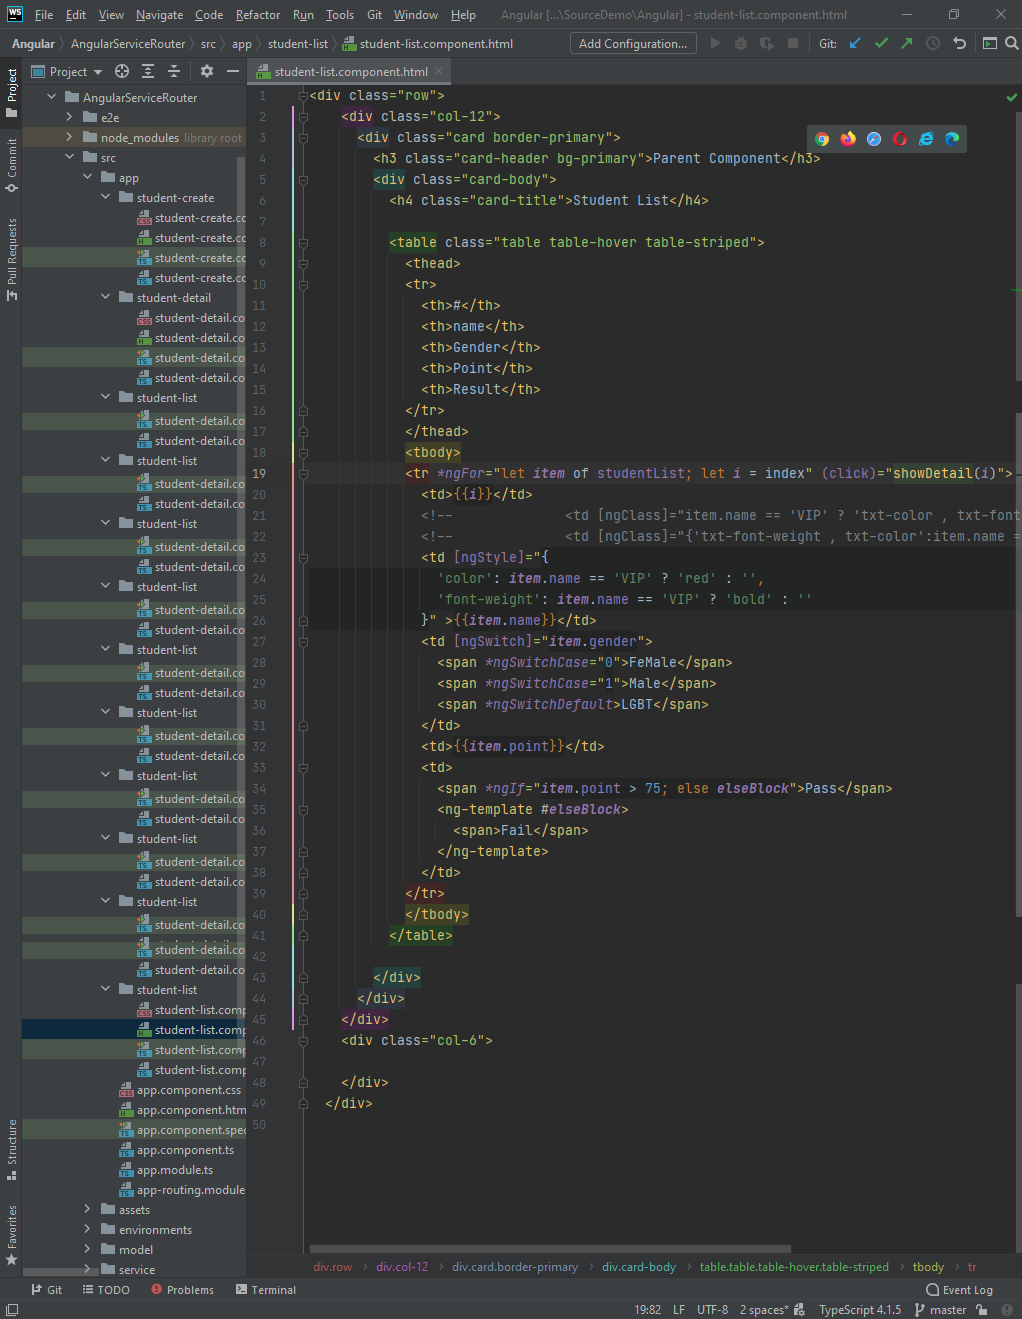 WS File Edit View Navigate Code Refactor Run Tools Git Window Help Angular [...\SourceDemo\Angular] - student-list.component.html
Angular AngularServiceRouter src app student-list student-list.component.html Add Configuration... Git:
Project
student-list.component.html
Project
Commit
Pull Requests
Structure
Favorites
AngularServiceRouter
e2e
node_modules library root
src
app
student-create
student-create.cc
student-create.cc
student-create.cc
student-create.cc
student-detail
student-detail.co
student-detail.co
student-detail.co
student-detail.co
student-list
student-detail.co
student-detail.co
student-list
student-detail.co
student-detail.co
student-list
student-detail.co
student-detail.co
student-list
student-detail.co
student-detail.co
student-list
student-detail.co
student-detail.co
student-list
student-detail.co
student-detail.co
student-list
student-detail.co
student-detail.co
student-list
student-detail.co
student-detail.co
student-list
student-detail.co
student-detail.co
student-detail.co
student-list
student-list.comp
student-list.comp
student-list.comp
student-list.comp
app.component.css
app.component.htm
app.component.spec
app.component.ts
app.module.ts
app-routing.module
assets
environments
model
service
1 <div class="row">
2 <div class="col-12">
3 <div class="card border-primary">
4 <h3 class="card-header bg-primary">Parent Component</h3>
5 <div class="card-body">
6 <h4 class="card-title">Student List</h4>
7
8 <table class="table table-hover table-striped">
9 <thead>
10 <tr>
11 <th>#</th>
12 <th>name</th>
13 <th>Gender</th>
14 <th>Point</th>
15 <th>Result</th>
16 </tr>
17 </thead>
18 <tbody>
19 <tr *ngFor="let item of studentList; let i = index" (click)="showDetail(i)">
20 <td>{{i}}</td>
21 <!-- <td [ngClass]="item.name == 'VIP' ? 'txt-color , txt-font
22 <!-- <td [ngClass]="{'txt-font-weight , txt-color':item.name =
23 <td [ngStyle]="{
24 'color': item.name == 'VIP' ? 'red' : '',
25 'font-weight': item.name == 'VIP' ? 'bold' : ''
26 }" >{{item.name}}</td>
27 <td [ngSwitch]="item.gender">
28 <span *ngSwitchCase="0">FeMale</span>
29 <span *ngSwitchCase="1">Male</span>
30 <span *ngSwitchDefault>LGBT</span>
31 </td>
32 <td>{{item.point}}</td>
33 <td>
34 <span *ngIf="item.point > 75; else elseBlock">Pass</span>
35 <ng-template #elseBlock>
36 <span>Fail</span>
37 </ng-template>
38 </td>
39 </tr>
40 </tbody>
41 </table>
42
43 </div>
44 </div>
45 </div>
46 <div class="col-6">
47
48 </div>
49 </div>
50
div.row div.col-12 div.card.border-primary div.card-body table.table.table-hover.table-striped tbody tr
Git TODO Problems Terminal Event Log
19:82 LF UTF-8 2 spaces* TypeScript 4.1.5 master